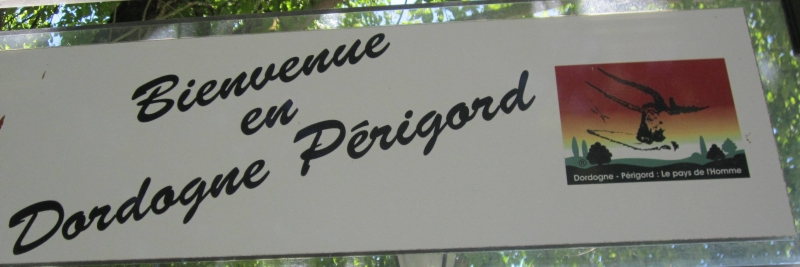 Bienvenue
en
Dordogne Périgord
Dordogne - Périgord : Le pays de l'Homme